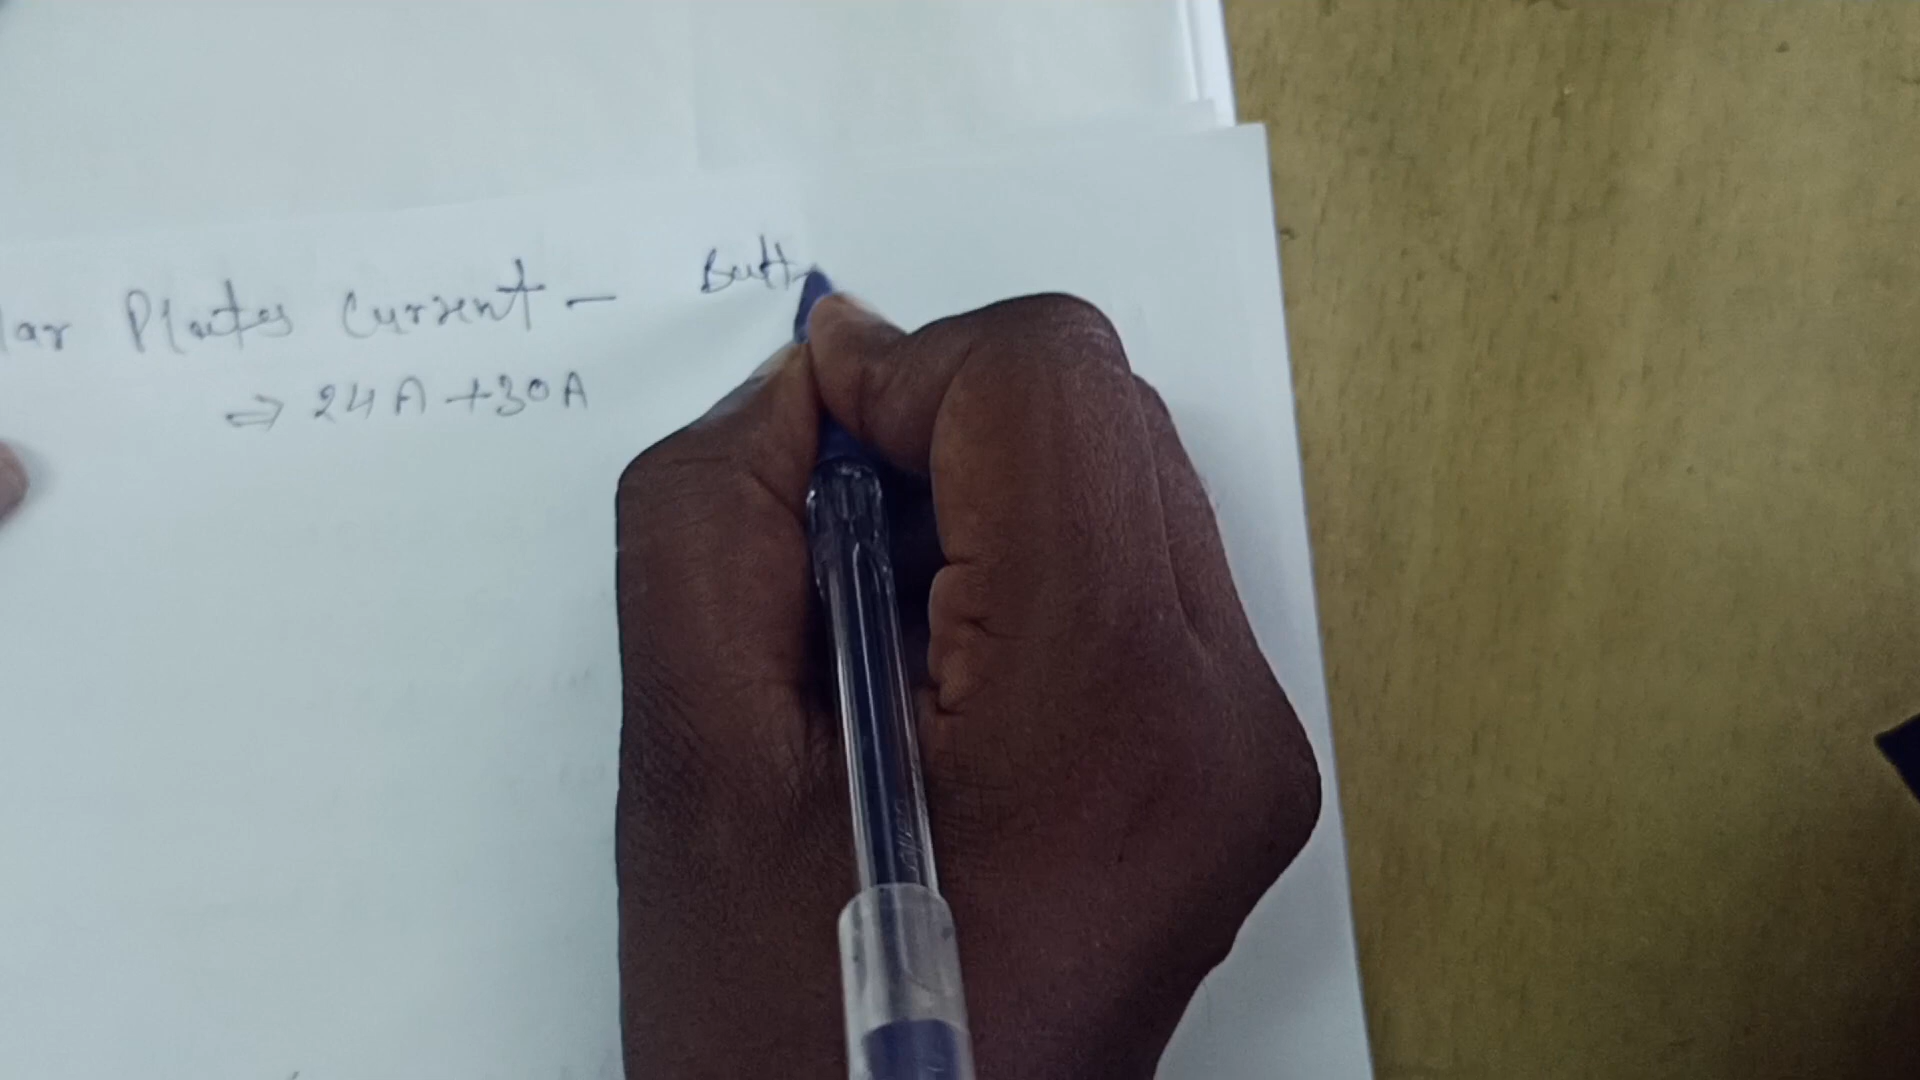 lar Plates Current - Batt
⇒ 24A +30A